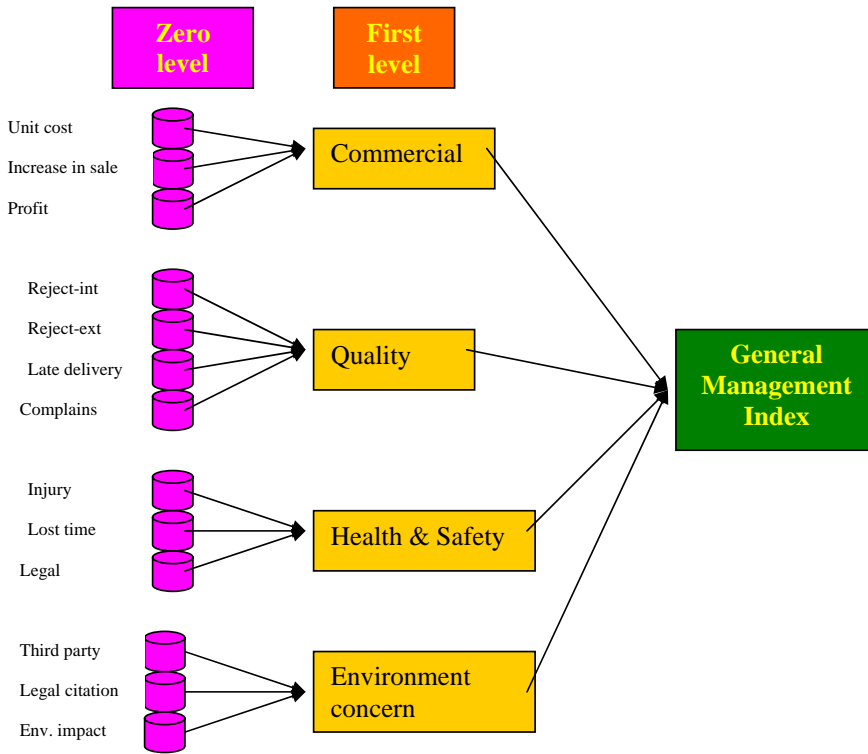 Zero
level
First
level
Unit cost
Increase in sale
Profit
Commercial
Reject-int
Reject-ext
Late delivery
Complains
Quality
General
Management
Index
Injury
Lost time
Legal
Health & Safety
Third party
Legal citation
Env. impact
Environment
concern